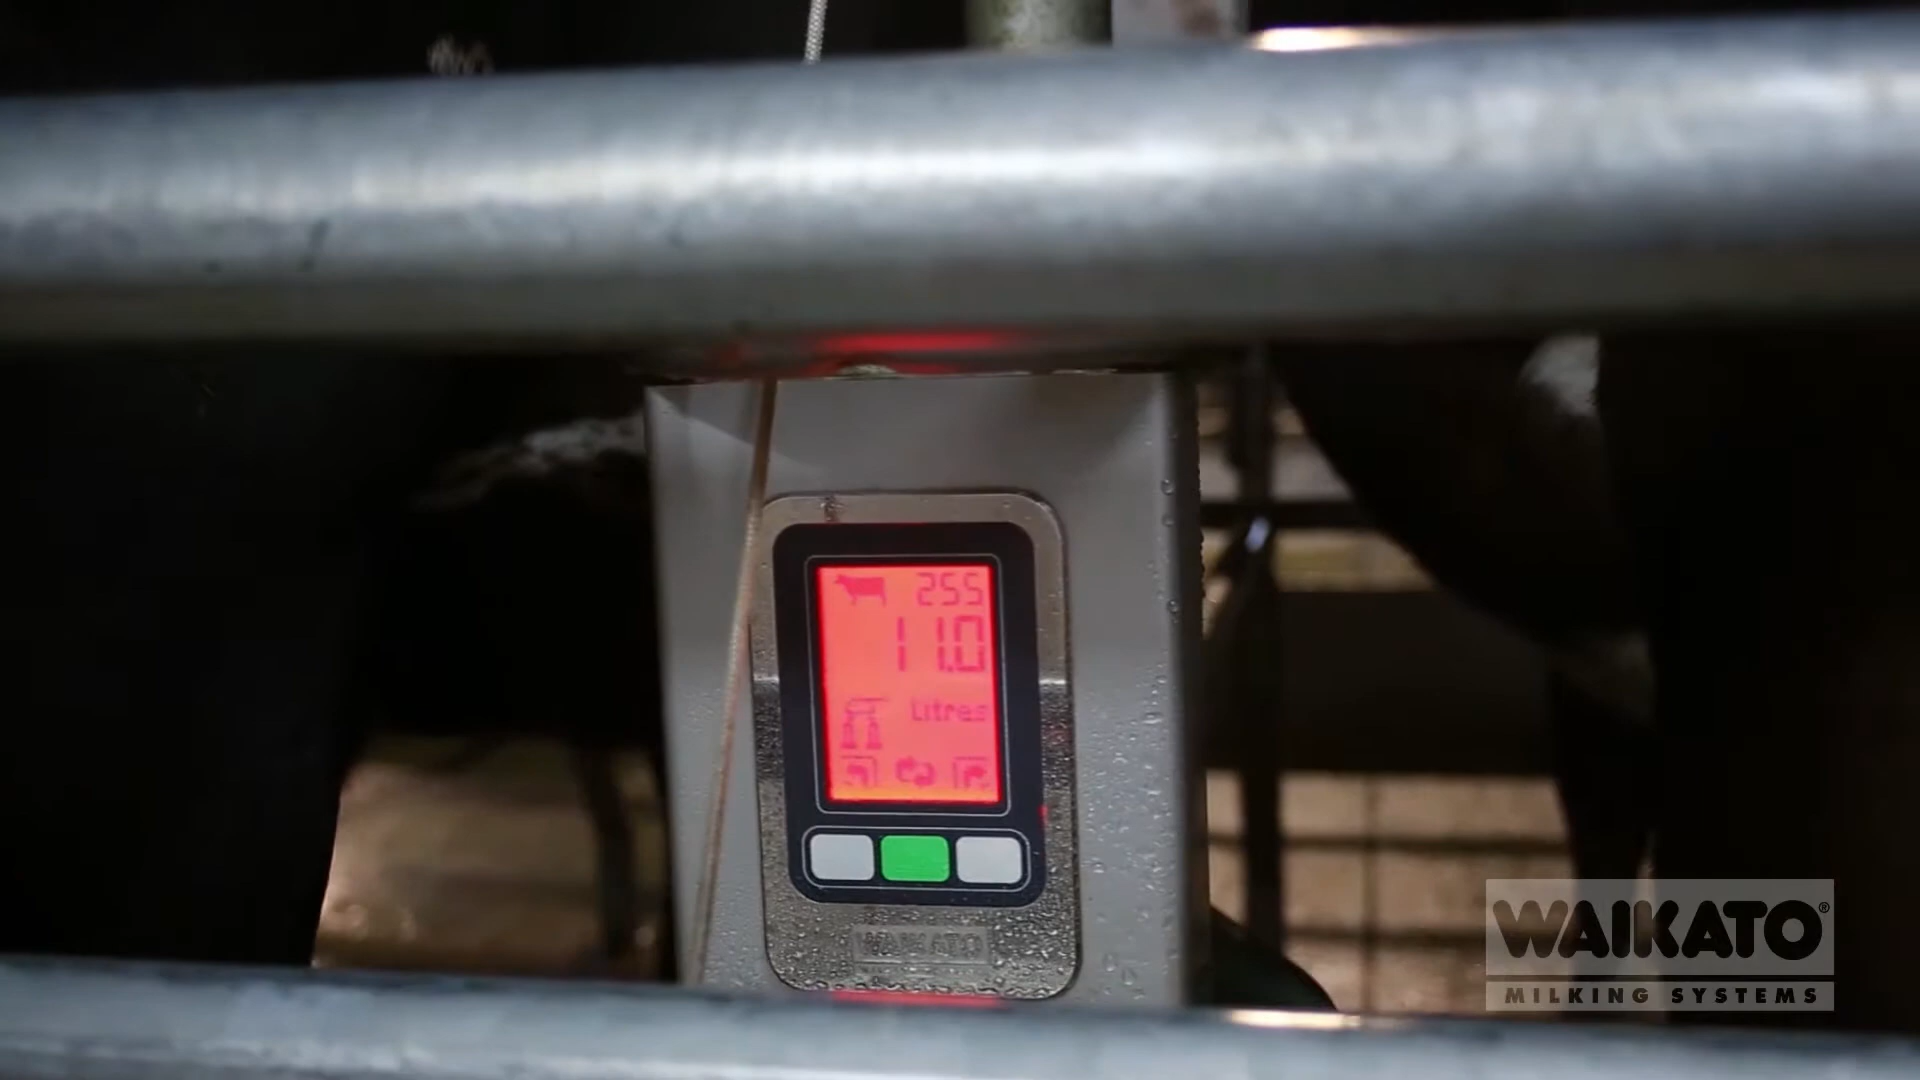 255
11.0
Litres
WAIKATO
WAIKATO®
MILKING SYSTEMS